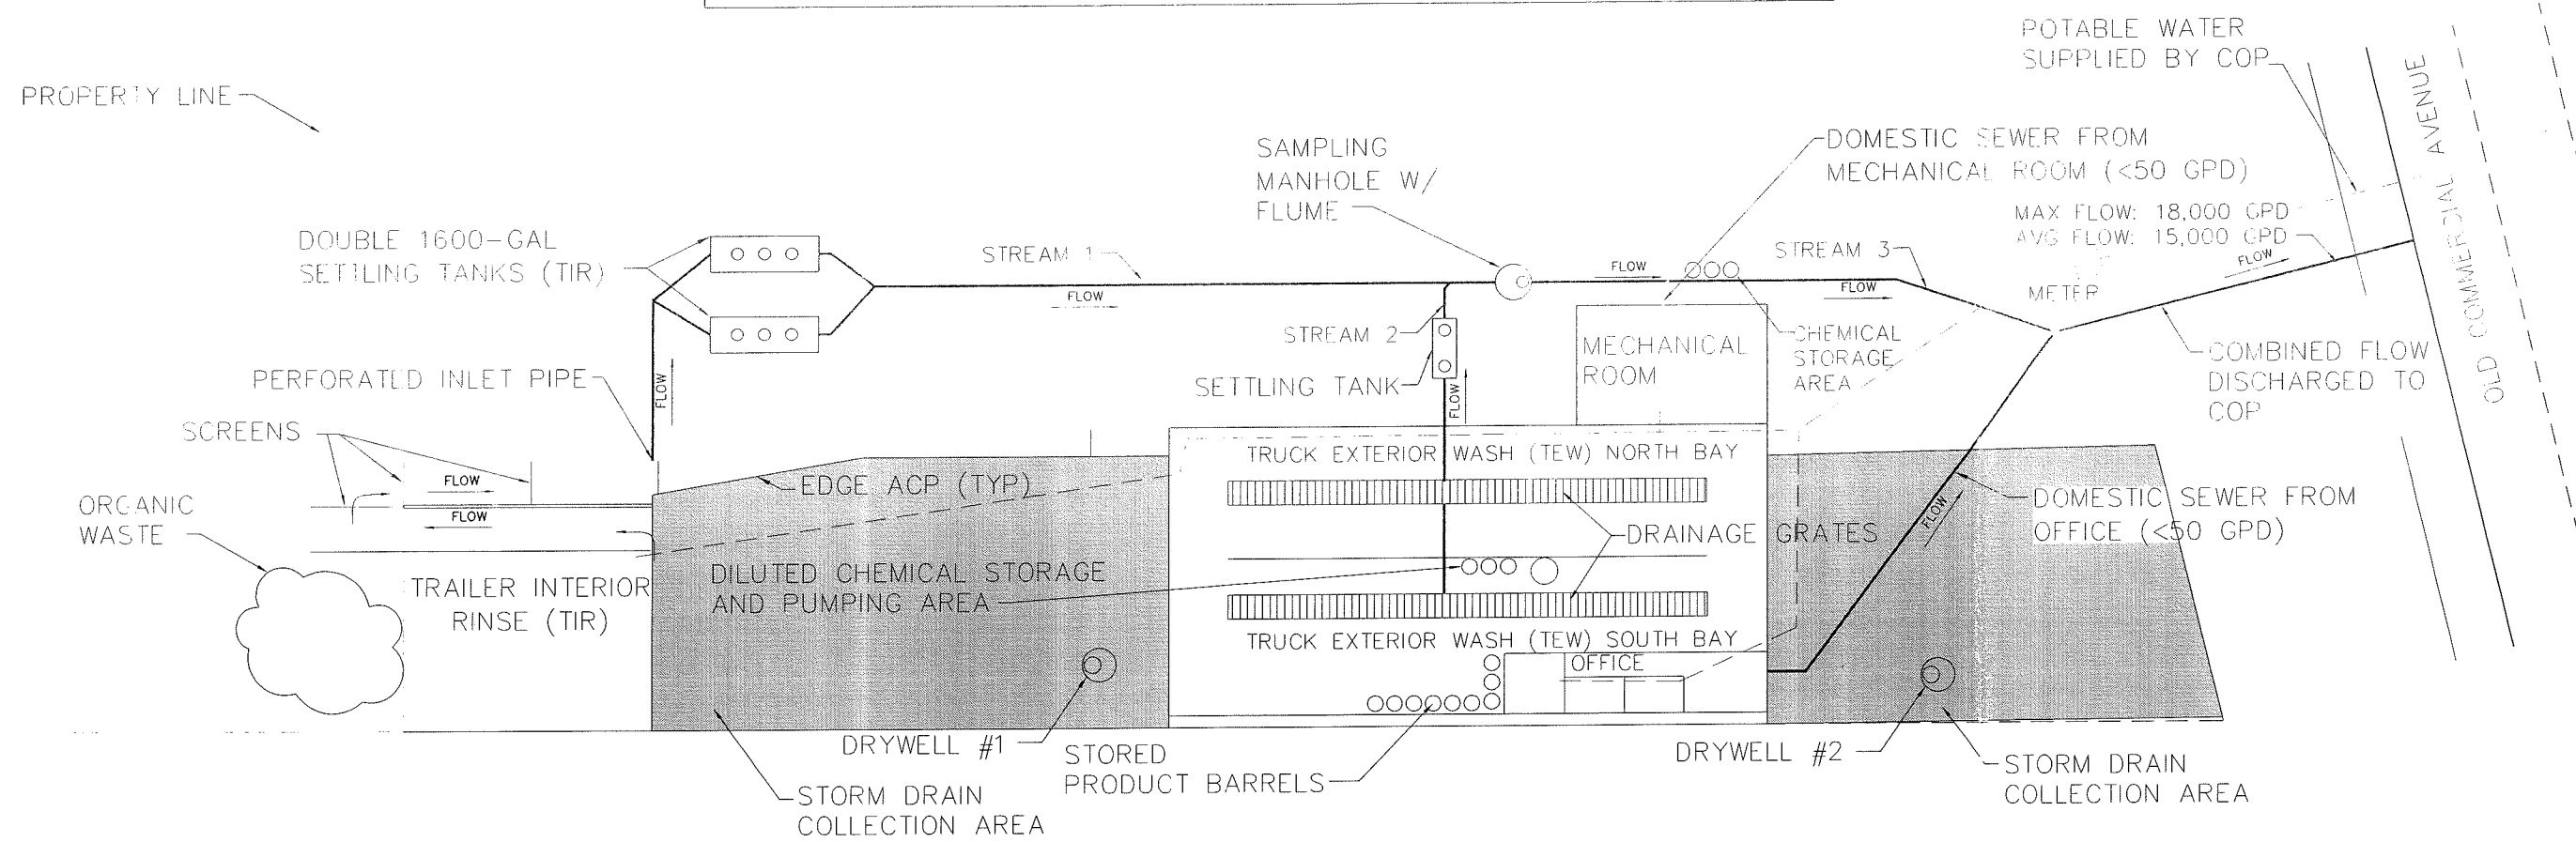 POTABLE WATER
SUPPLIED BY COP
PROPERTY LINE
OLD COMMERCIAL AVENUE
SAMPLING
MANHOLE W/
FLUME
DOMESTIC SEWER FROM
MECHANICAL ROOM (<50 GPD)
MAX FLOW: 18,000 GPD
AVG FLOW: 15,000 GPD
DOUBLE 1600-GAL
SETTLING TANKS (TIR)
STREAM 1
FLOW
FLOW
STREAM 3
FLOW
FLOW
METER
STREAM 2
SETTLING TANK
FLOW
MECHANICAL
ROOM
CHEMICAL
STORAGE
AREA
COMBINED FLOW
DISCHARGED TO
COP
PERFORATED INLET PIPE
FLOW
SCREENS
FLOW
FLOW
ORGANIC
WASTE
EDGE ACP (TYP)
TRUCK EXTERIOR WASH (TEW) NORTH BAY
DRAINAGE GRATES
DOMESTIC SEWER FROM
OFFICE (<50 GPD)
FLOW
TRAILER INTERIOR
RINSE (TIR)
DILUTED CHEMICAL STORAGE
AND PUMPING AREA
TRUCK EXTERIOR WASH (TEW) SOUTH BAY
OFFICE
DRYWELL #1
STORED
PRODUCT BARRELS
DRYWELL #2
STORM DRAIN
COLLECTION AREA
STORM DRAIN
COLLECTION AREA